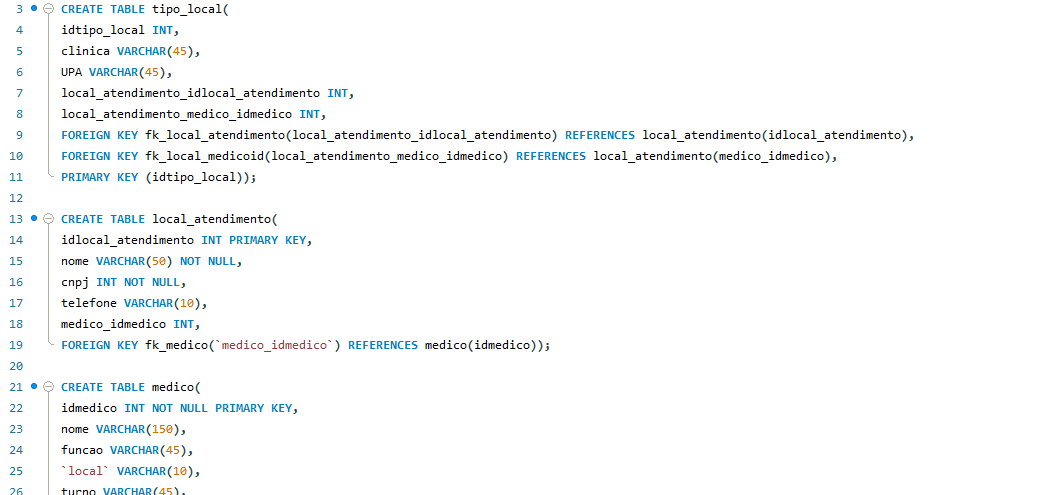 3 CREATE TABLE tipo_local(
4 idtipo_local INT,
5 clinica VARCHAR(45),
6 UPA VARCHAR(45),
7 local_atendimento_idlocal_atendimento INT,
8 local_atendimento_medico_idmedico INT,
9 FOREIGN KEY fk_local_atendimento(local_atendimento_idlocal_atendimento) REFERENCES local_atendimento(idlocal_atendimento),
10 FOREIGN KEY fk_local_medicoid(local_atendimento_medico_idmedico) REFERENCES local_atendimento(medico_idmedico),
11 PRIMARY KEY (idtipo_local));
12
13 CREATE TABLE local_atendimento(
14 idlocal_atendimento INT PRIMARY KEY,
15 nome VARCHAR(50) NOT NULL,
16 cnpj INT NOT NULL,
17 telefone VARCHAR(10),
18 medico_idmedico INT,
19 FOREIGN KEY fk_medico(`medico_idmedico`) REFERENCES medico(idmedico));
20
21 CREATE TABLE medico(
22 idmedico INT NOT NULL PRIMARY KEY,
23 nome VARCHAR(150),
24 funcao VARCHAR(45),
25 `local` VARCHAR(10),
26 turno VARCHAR(45),